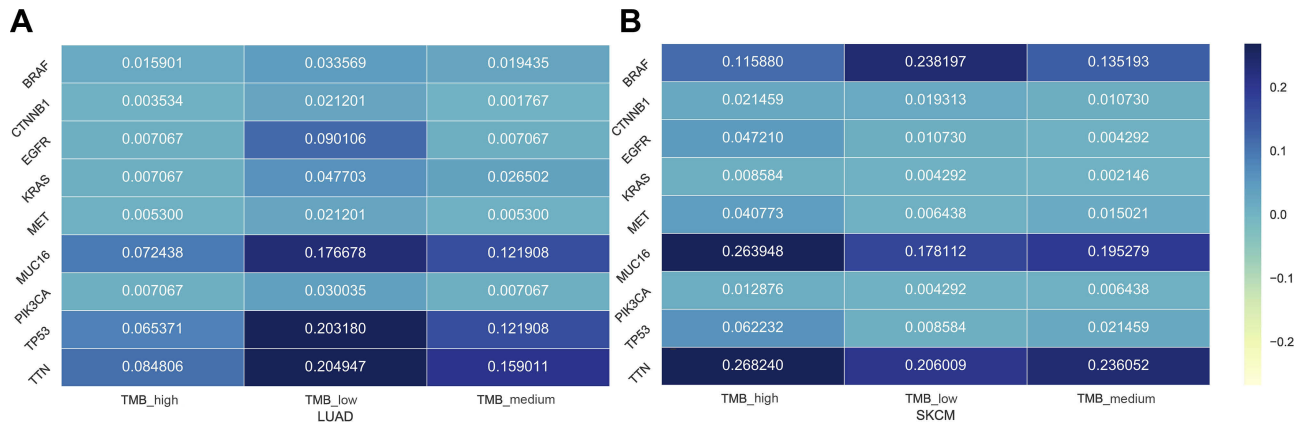 A
BRAF 0.015901 0.033569 0.019435
CTNNB1 0.003534 0.021201 0.001767
EGFR 0.007067 0.090106 0.007067
KRAS 0.007067 0.047703 0.026502
MET 0.005300 0.021201 0.005300
MUC16 0.072438 0.176678 0.121908
PIK3CA 0.007067 0.030035 0.007067
TP53 0.065371 0.203180 0.121908
TTN 0.084806 0.204947 0.159011
TMB_high TMB_low TMB_medium
LUAD
B
BRAF 0.115880 0.238197 0.135193
CTNNB1 0.021459 0.019313 0.010730
EGFR 0.047210 0.010730 0.004292
KRAS 0.008584 0.004292 0.002146
MET 0.040773 0.006438 0.015021
MUC16 0.263948 0.178112 0.195279
PIK3CA 0.012876 0.004292 0.006438
TP53 0.062232 0.008584 0.021459
TTN 0.268240 0.206009 0.236052
TMB_high TMB_low TMB_medium
SKCM
0.2
0.1
0.0
−0.1
−0.2